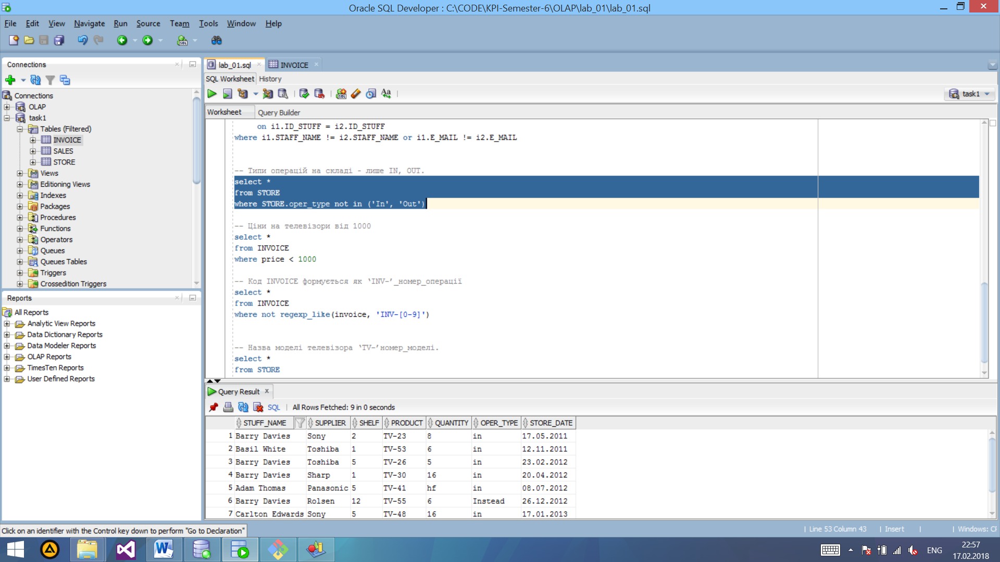 Oracle SQL Developer : C:\CODE\KPI-Semester-6\OLAP\lab_01\lab_01.sql
File Edit View Navigate Run Source Team Tools Window Help
Connections
Connections
OLAP
task1
Tables (Filtered)
INVOICE
SALES
STORE
Views
Editioning Views
Indexes
Packages
Procedures
Functions
Operators
Queues
Queues Tables
Triggers
Crossedition Triggers
Reports
All Reports
Analytic View Reports
Data Dictionary Reports
Data Modeler Reports
OLAP Reports
TimesTen Reports
User Defined Reports
lab_01.sql INVOICE
SQL Worksheet History
task1
Worksheet Query Builder
on i1.ID_STUFF = i2.ID_STUFF
where i1.STAFF_NAME != i2.STAFF_NAME or i1.E_MAIL != i2.E_MAIL
-- Типи операцій на складі - лише IN, OUT.
select *
from STORE
where STORE.oper_type not in ('In', 'Out')
-- Ціни на телевізори від 1000
select *
from INVOICE
where price < 1000
-- Код INVOICE формується як ‘INV-’_номер_операції
select *
from INVOICE
where not regexp_like(invoice, 'INV-[0-9]')
-- Назва моделі телевізора ‘TV-’номер_моделі.
select *
from STORE
Query Result
SQL | All Rows Fetched: 9 in 0 seconds
STUFF_NAME SUPPLIER SHELF PRODUCT QUANTITY OPER_TYPE STORE_DATE
1 Barry Davies Sony 2 TV-23 8 in 17.05.2011
2 Basil White Toshiba 1 TV-53 6 in 12.11.2011
3 Barry Davies Toshiba 5 TV-26 5 in 23.02.2012
4 Barry Davies Sharp 1 TV-30 16 in 20.04.2012
5 Adam Thomas Panasonic 5 TV-41 hf in 08.07.2012
6 Barry Davies Rolsen 12 TV-55 6 Instead 26.12.2012
7 Carlton Edwards Sony 5 TV-48 16 in 17.01.2013
Click on an identifier with the Control key down to perform "Go to Declaration"
| Line 53 Column 43 | Insert | | Windows: CF
ENG
22:57
17.02.2018